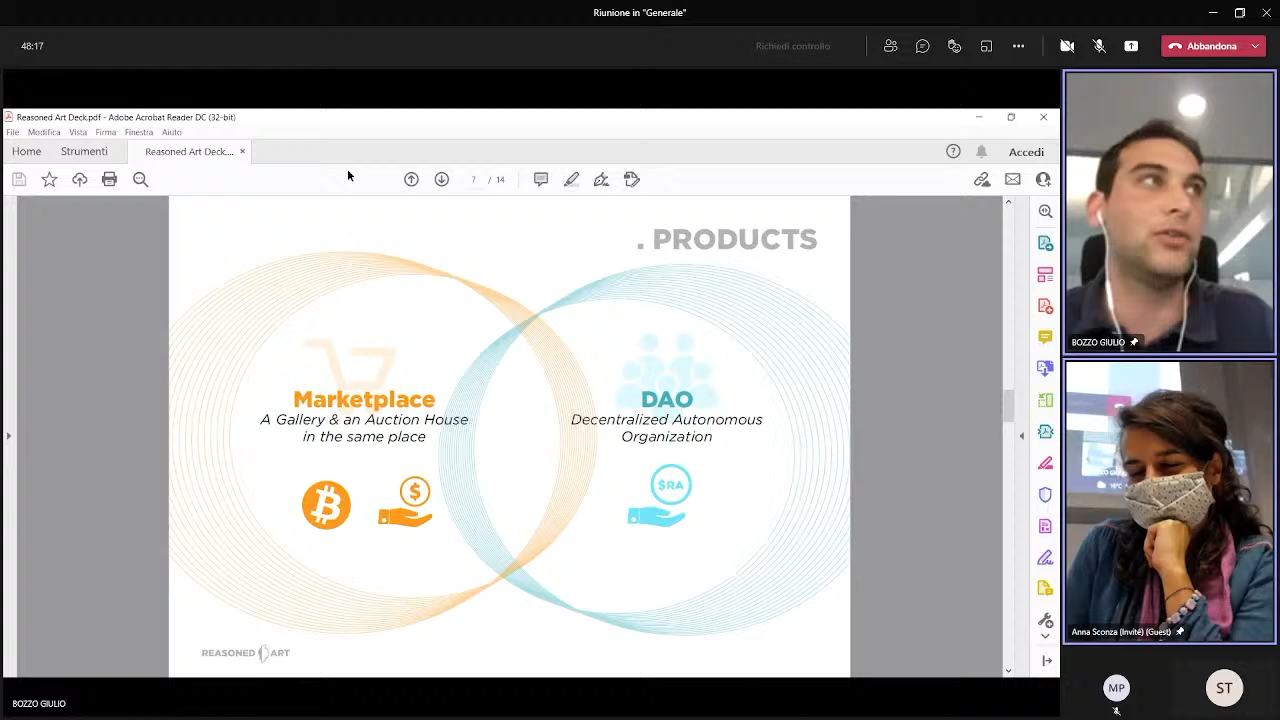 Riunione in "Generale"
48:17
Richiedi controllo
Abbandona
Reasoned Art Deck.pdf - Adobe Acrobat Reader DC (32-bit)
File Modifica Vista Firma Finestra Aiuto
Home Strumenti Reasoned Art Deck....
Accedi
7 / 14
. PRODUCTS
Marketplace
A Gallery & an Auction House
in the same place
$
DAO
Decentralized Autonomous
Organization
$RA
REASONED ART
BOZZO GIULIO
Anna Sconza (Invité) (Guest)
MP
ST
BOZZO GIULIO